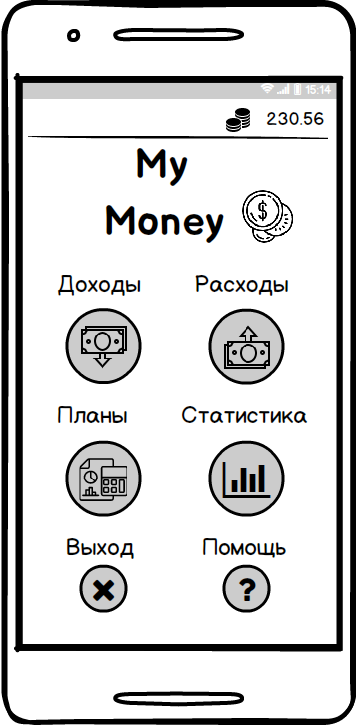 15:14
230.56
My
Money
Доходы Расходы
Планы Статистика
Выход Помощь
?